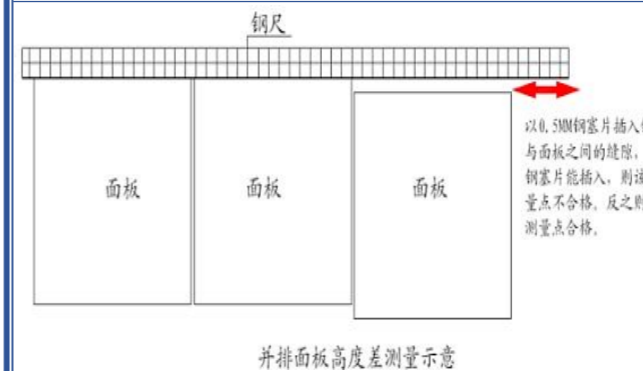 钢尺
面板
面板
面板
以0.5MM钢塞片插入
与面板之间的缝隙,
钢塞片能插入, 则
量点不合格。反之则
测量点合格。
并排面板高度差测量示意